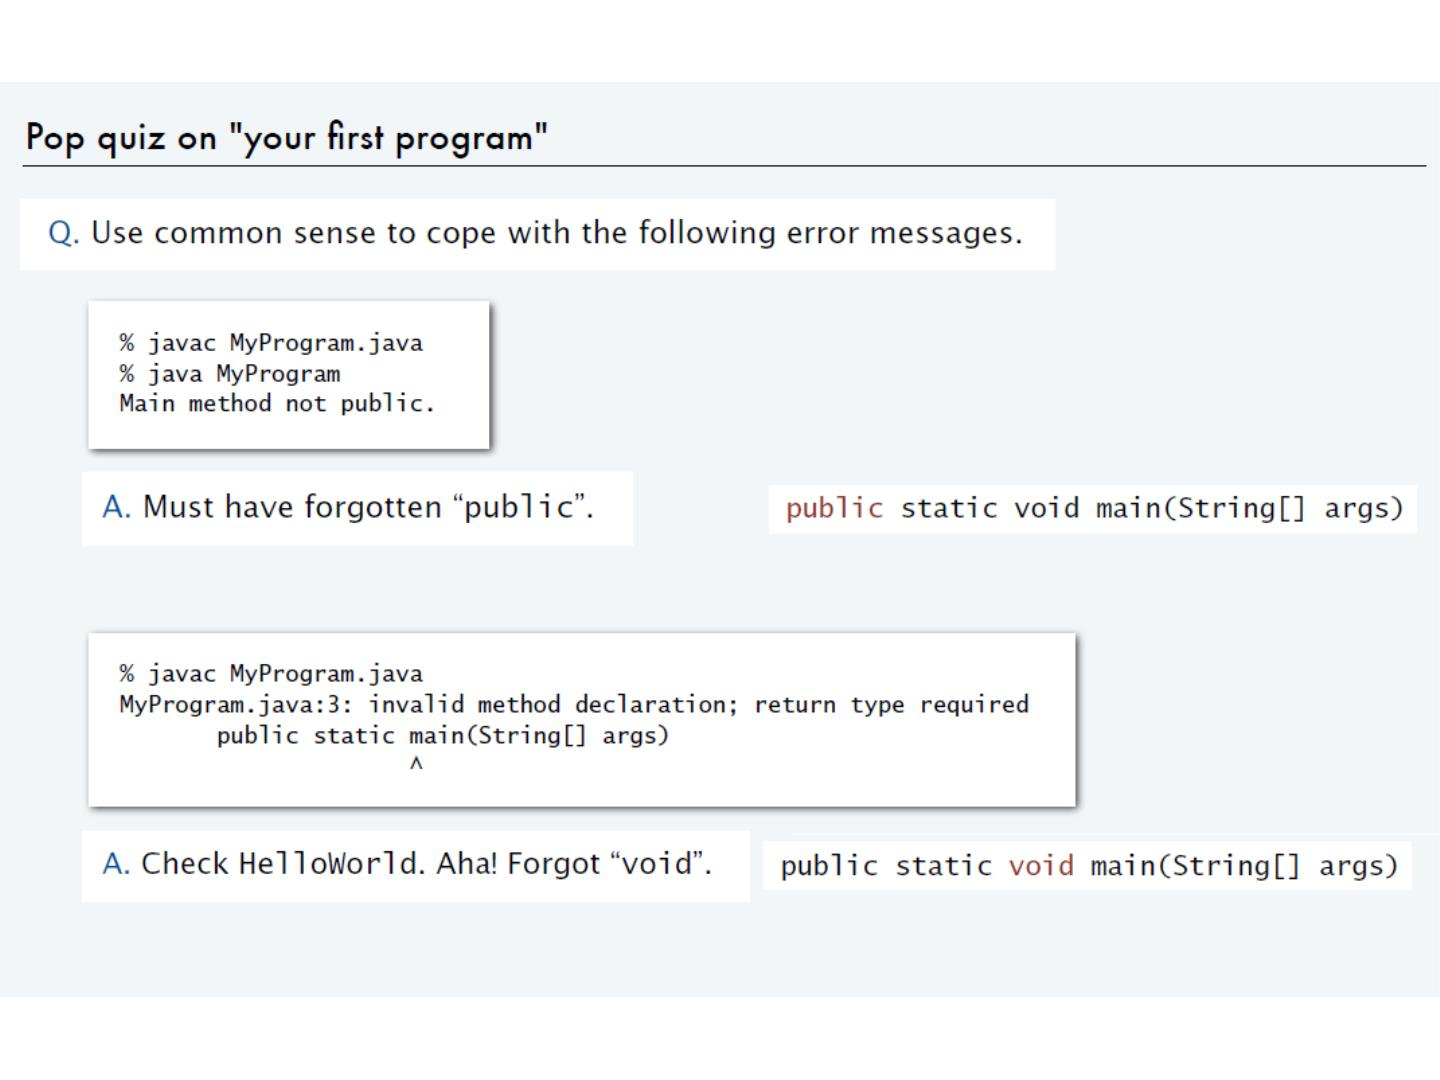 Pop quiz on "your first program"
Q. Use common sense to cope with the following error messages.
% javac MyProgram.java
% java MyProgram
Main method not public.
A. Must have forgotten “public”.
public static void main(String[] args)
% javac MyProgram.java
MyProgram.java:3: invalid method declaration; return type required
public static main(String[] args)
^
A. Check HelloWorld. Aha! Forgot “void”.
public static void main(String[] args)